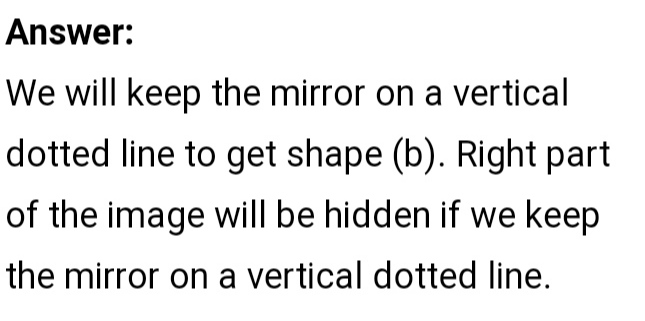 Answer:
We will keep the mirror on a vertical
dotted line to get shape (b). Right part
of the image will be hidden if we keep
the mirror on a vertical dotted line.